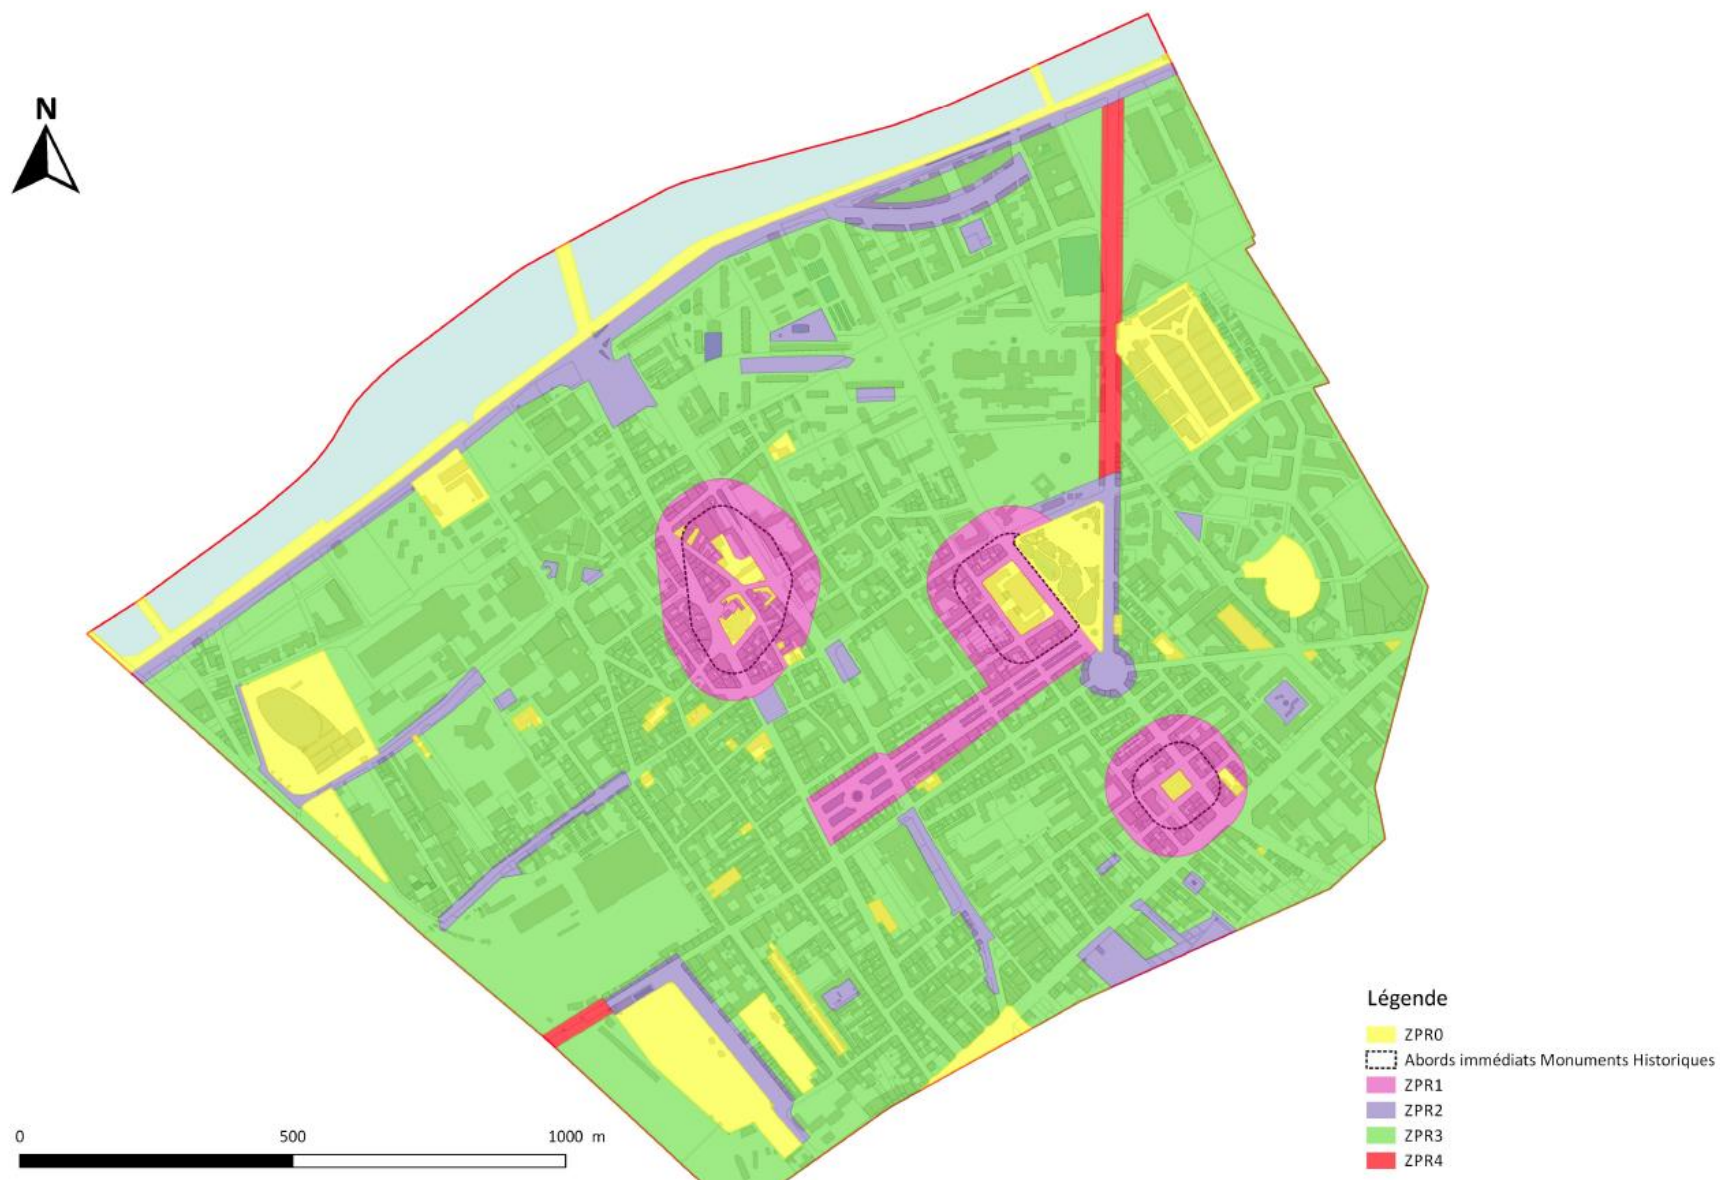 N
0 500 1000 m
Légende
ZPR0
Abords immédiats Monuments Historiques
ZPR1
ZPR2
ZPR3
ZPR4